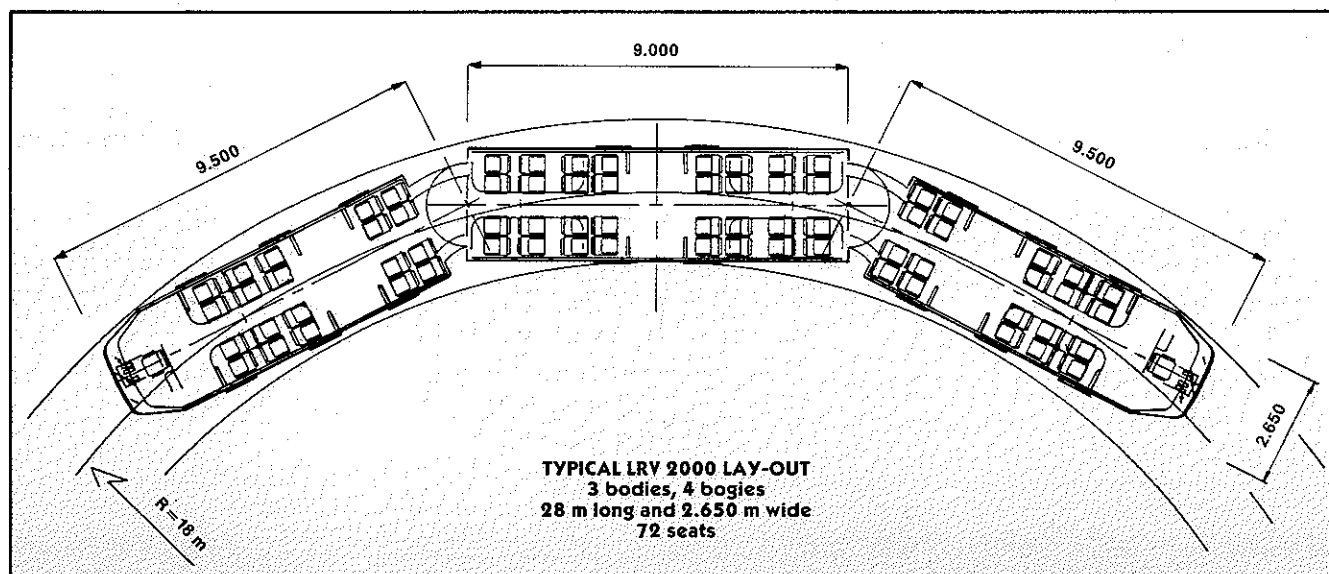 9.000
9.500
9.500
2.650
R = 18 m
TYPICAL LRV 2000 LAY-OUT
3 bodies, 4 bogies
28 m long and 2.650 m wide
72 seats